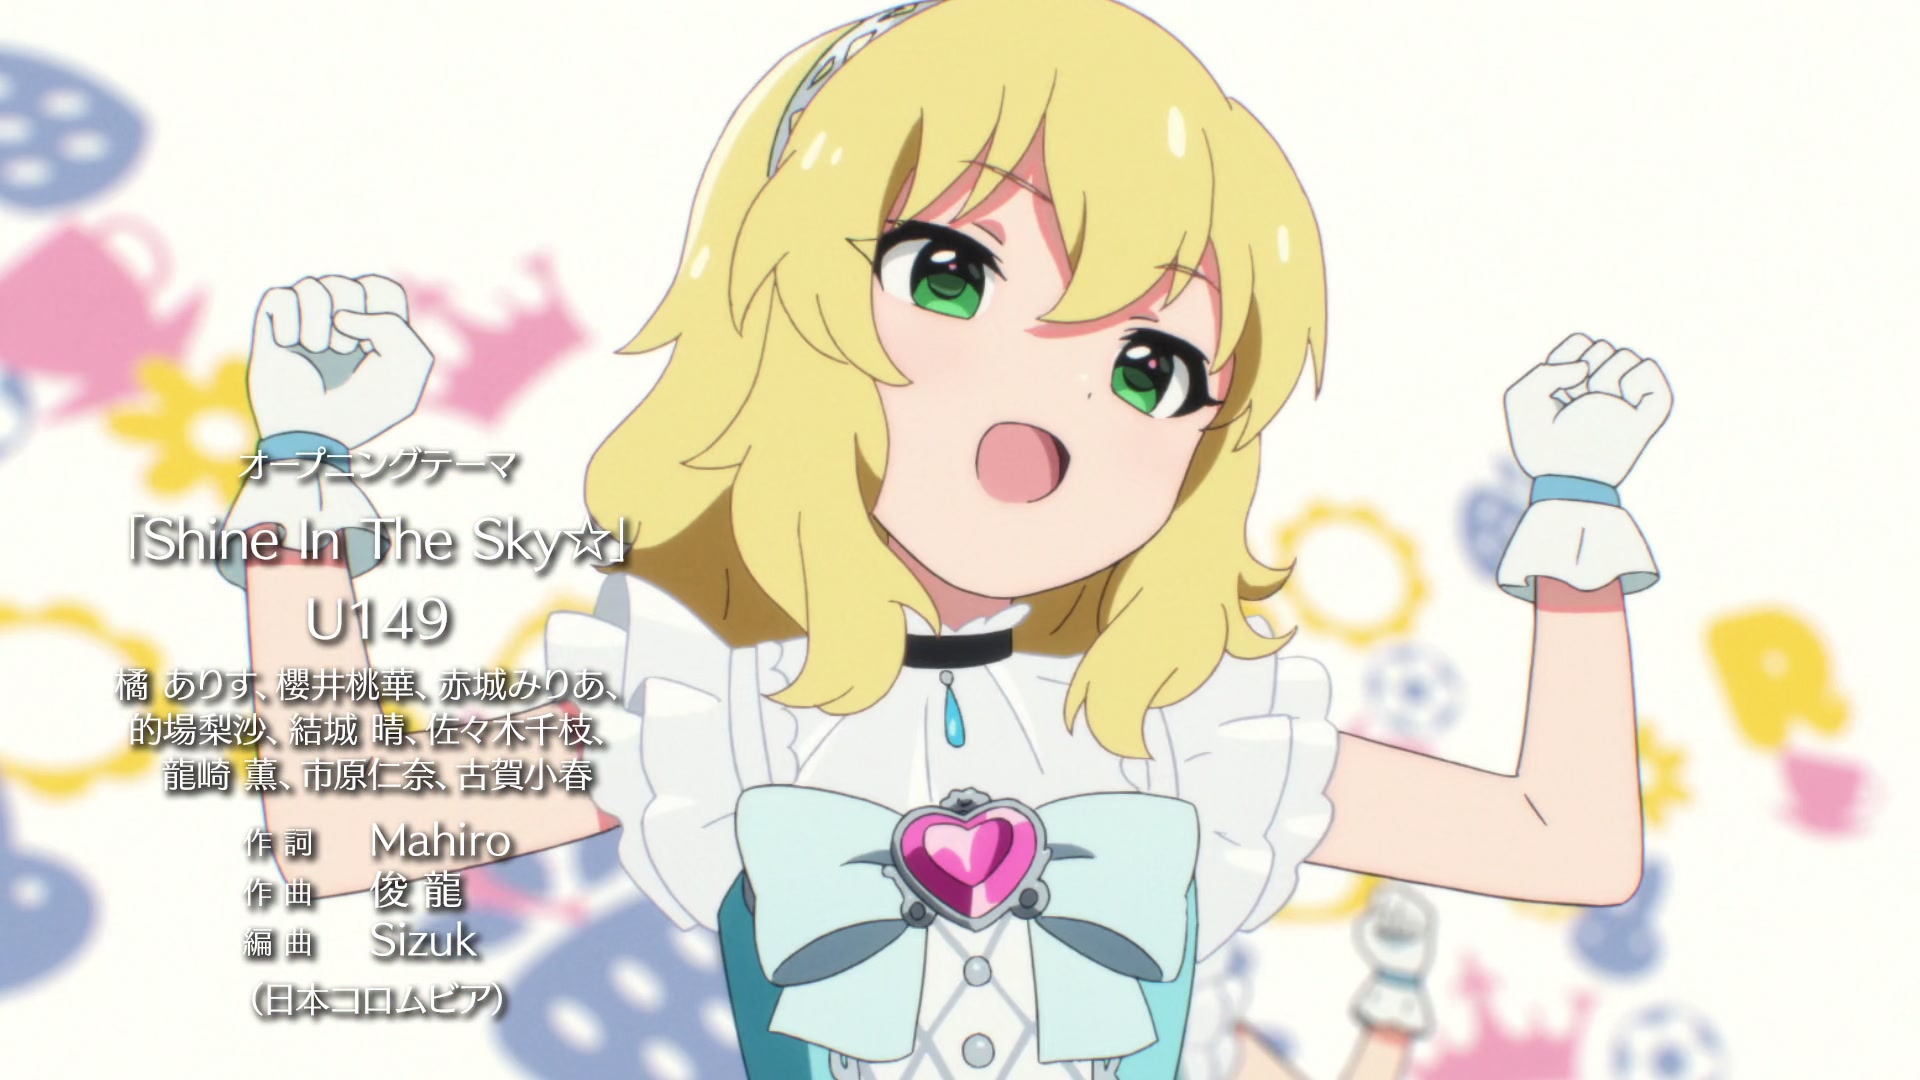 オープニングテーマ
「Shine In The Sky☆」
U149
橘 ありす、櫻井桃華、赤城みりあ、
的場梨沙、結城 晴、佐々木千枝、
龍崎 薫、市原仁奈、古賀小春
作 詞 Mahiro
作 曲 俊 龍
編 曲 Sizuk
（日本コロムビア）